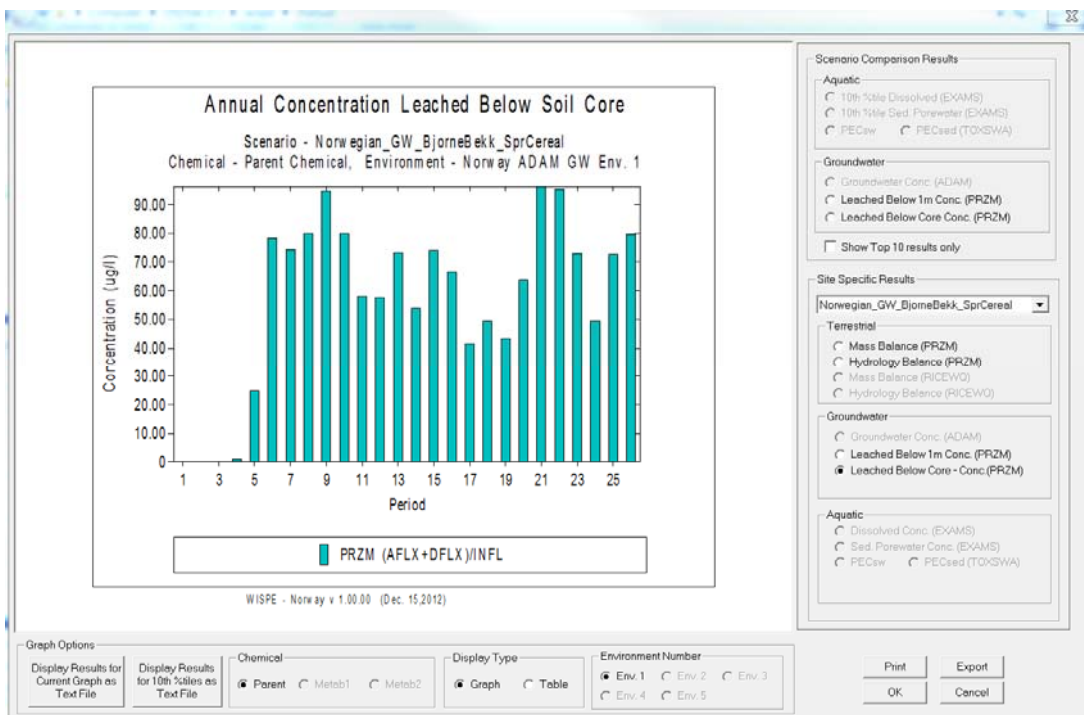 Annual Concentration Leached Below Soil Core
Scenario - Norwegian_GW_BjorneBekk_SprCereal
Chemical - Parent Chemical, Environment - Norway ADAM GW Env. 1
Concentration (ug/l)
90.00
80.00
70.00
60.00
50.00
40.00
30.00
20.00
10.00
0
1 3 5 7 9 11 13 15 17 19 21 23 25
Period
PRZM (AFLX+DFLX)/INFL
WISPE - Norway v 1.00.00 (Dec. 15,2012)
Scenario Comparison Results
Aquatic
10th %tile Dissolved (EXAMS)
10th %tile Sed. Porewater (EXAMS)
PECsw PECsed (TOXSWA)
Groundwater
Groundwater Conc. (ADAM)
Leached Below 1m Conc. (PRZM)
Leached Below Core Conc. (PRZM)
Show Top 10 results only
Site Specific Results
Norwegian_GW_BjorneBekk_SprCereal
Terrestrial
Mass Balance (PRZM)
Hydrology Balance (PRZM)
Mass Balance (RICEWQ)
Hydrology Balance (RICEWQ)
Groundwater
Groundwater Conc. (ADAM)
Leached Below 1m Conc. (PRZM)
Leached Below Core - Conc.(PRZM)
Aquatic
Dissolved Conc. (EXAMS)
Sed. Porewater Conc. (EXAMS)
PECsw PECsed (TOXSWA)
Graph Options
Display Results for
Current Graph as
Text File
Display Results
for 10th %tiles as
Text File
Chemical
Parent Metab1 Metab2
Display Type
Graph Table
Environment Number
Env. 1 Env. 2 Env. 3
Env. 4 Env. 5
Print Export
OK Cancel